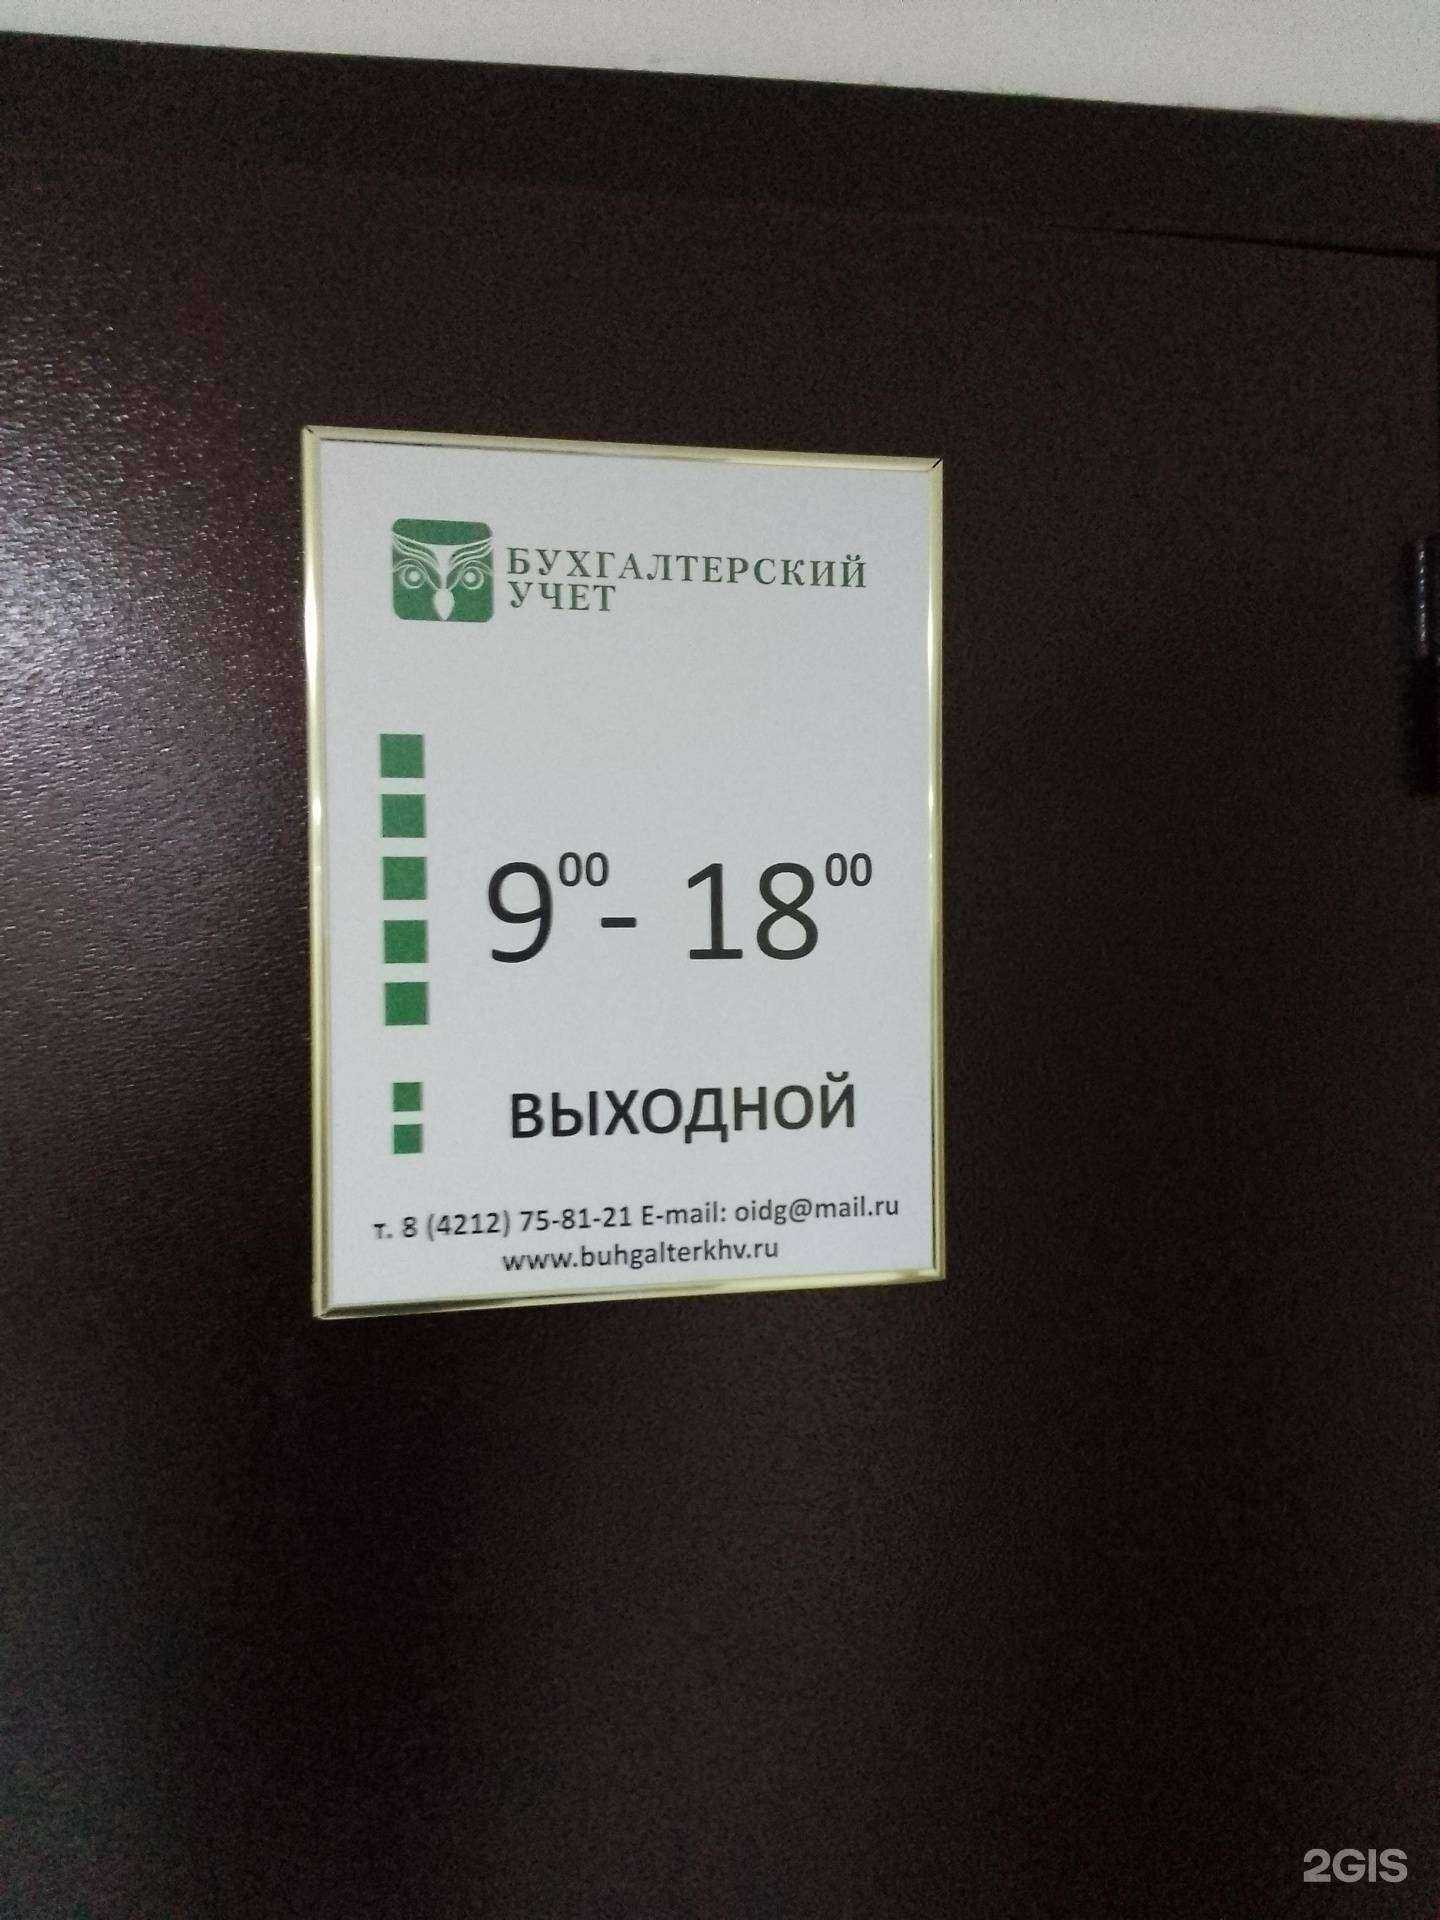 БУХГАЛТЕРСКИЙ
УЧЕТ
9⁰⁰ - 18⁰⁰
ВЫХОДНОЙ
т. 8 (4212) 75-81-21 E-mail: oidg@mail.ru
www.buhgalterkhv.ru
2GIS